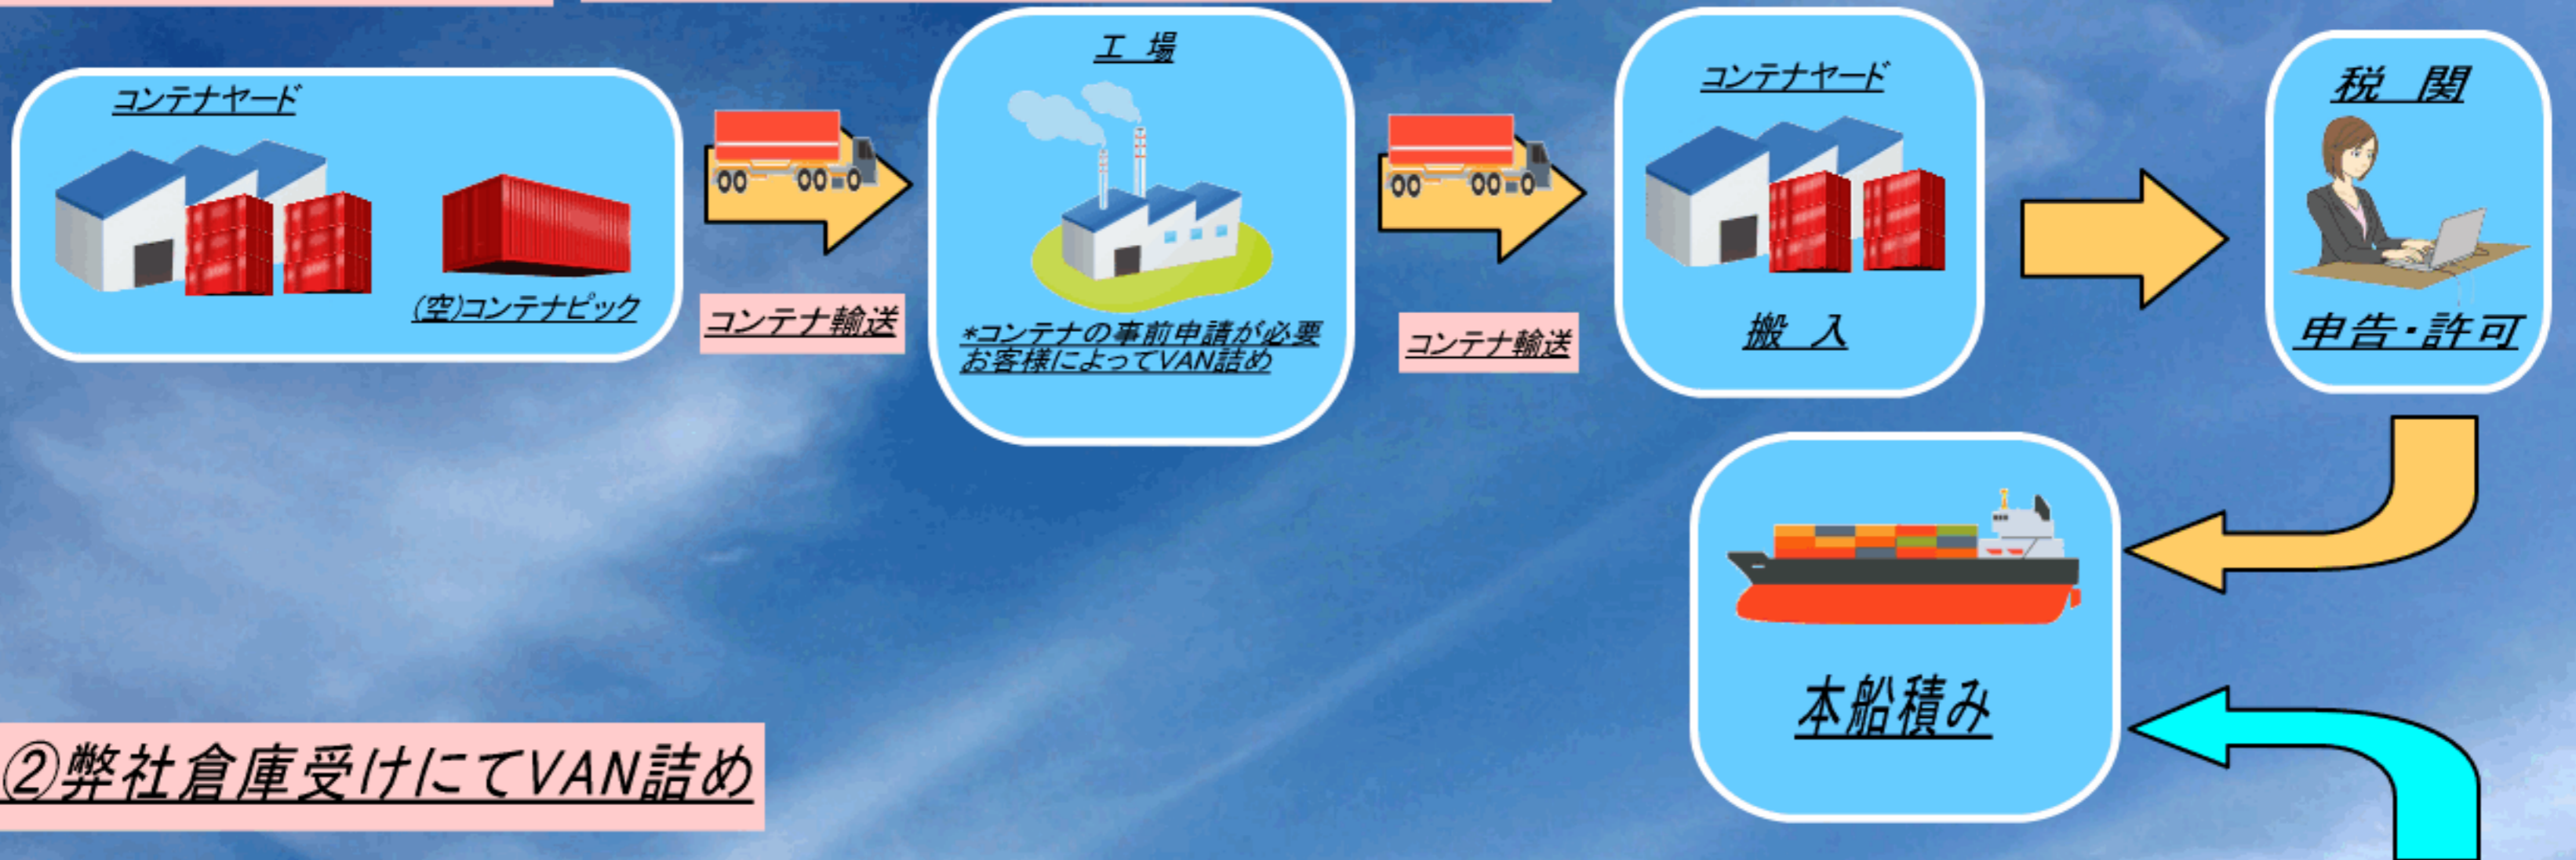 コンテナヤード
(空)コンテナピック
コンテナ輸送
工 場
*コンテナの事前申請が必要
お客様によってVAN詰め
コンテナ輸送
コンテナヤード
搬 入
税 関
申告・許可
本船積み
②弊社倉庫受けにてVAN詰め